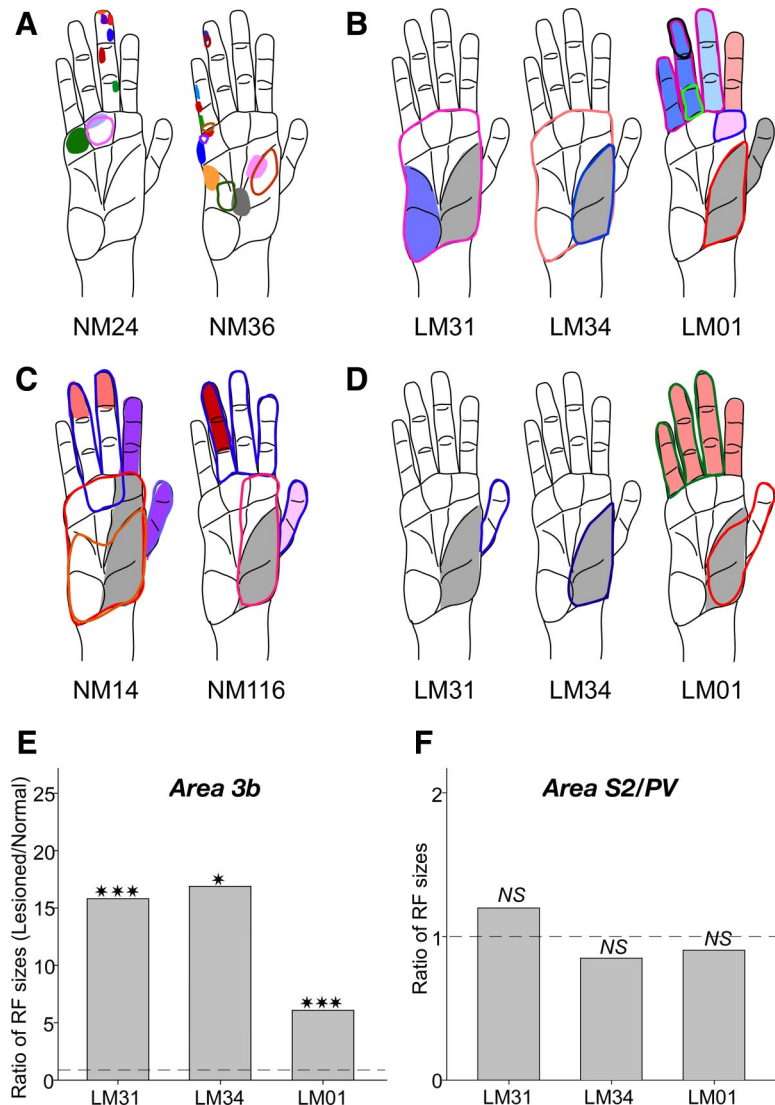 A
B
NM24
NM36
LM31
LM34
LM01
C
D
NM14
NM116
LM31
LM34
LM01
E
F
Area 3b
Ratio of RF sizes (Lesioned/Normal)
25
20
15
10
5
0
✶✶✶
✶
✶✶✶
LM31
LM34
LM01
Area S2/PV
Ratio of RF sizes
2
1
0
NS
NS
NS
LM31
LM34
LM01